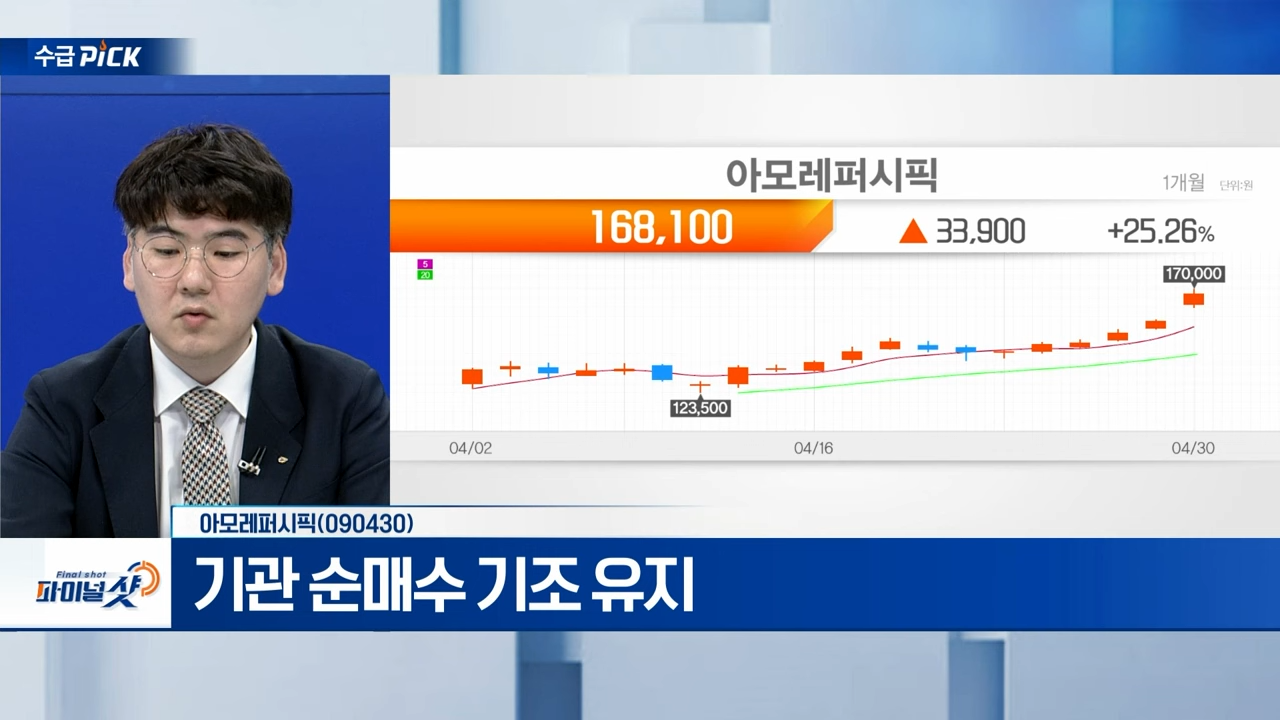 수급 PiCK
아모레퍼시픽
1개월 단위:원
168,100 ▲ 33,900 +25.26%
5
20
170,000
123,500
04/02 04/16 04/30
아모레퍼시픽(090430)
Final shot
파이널샷
기관 순매수 기조 유지